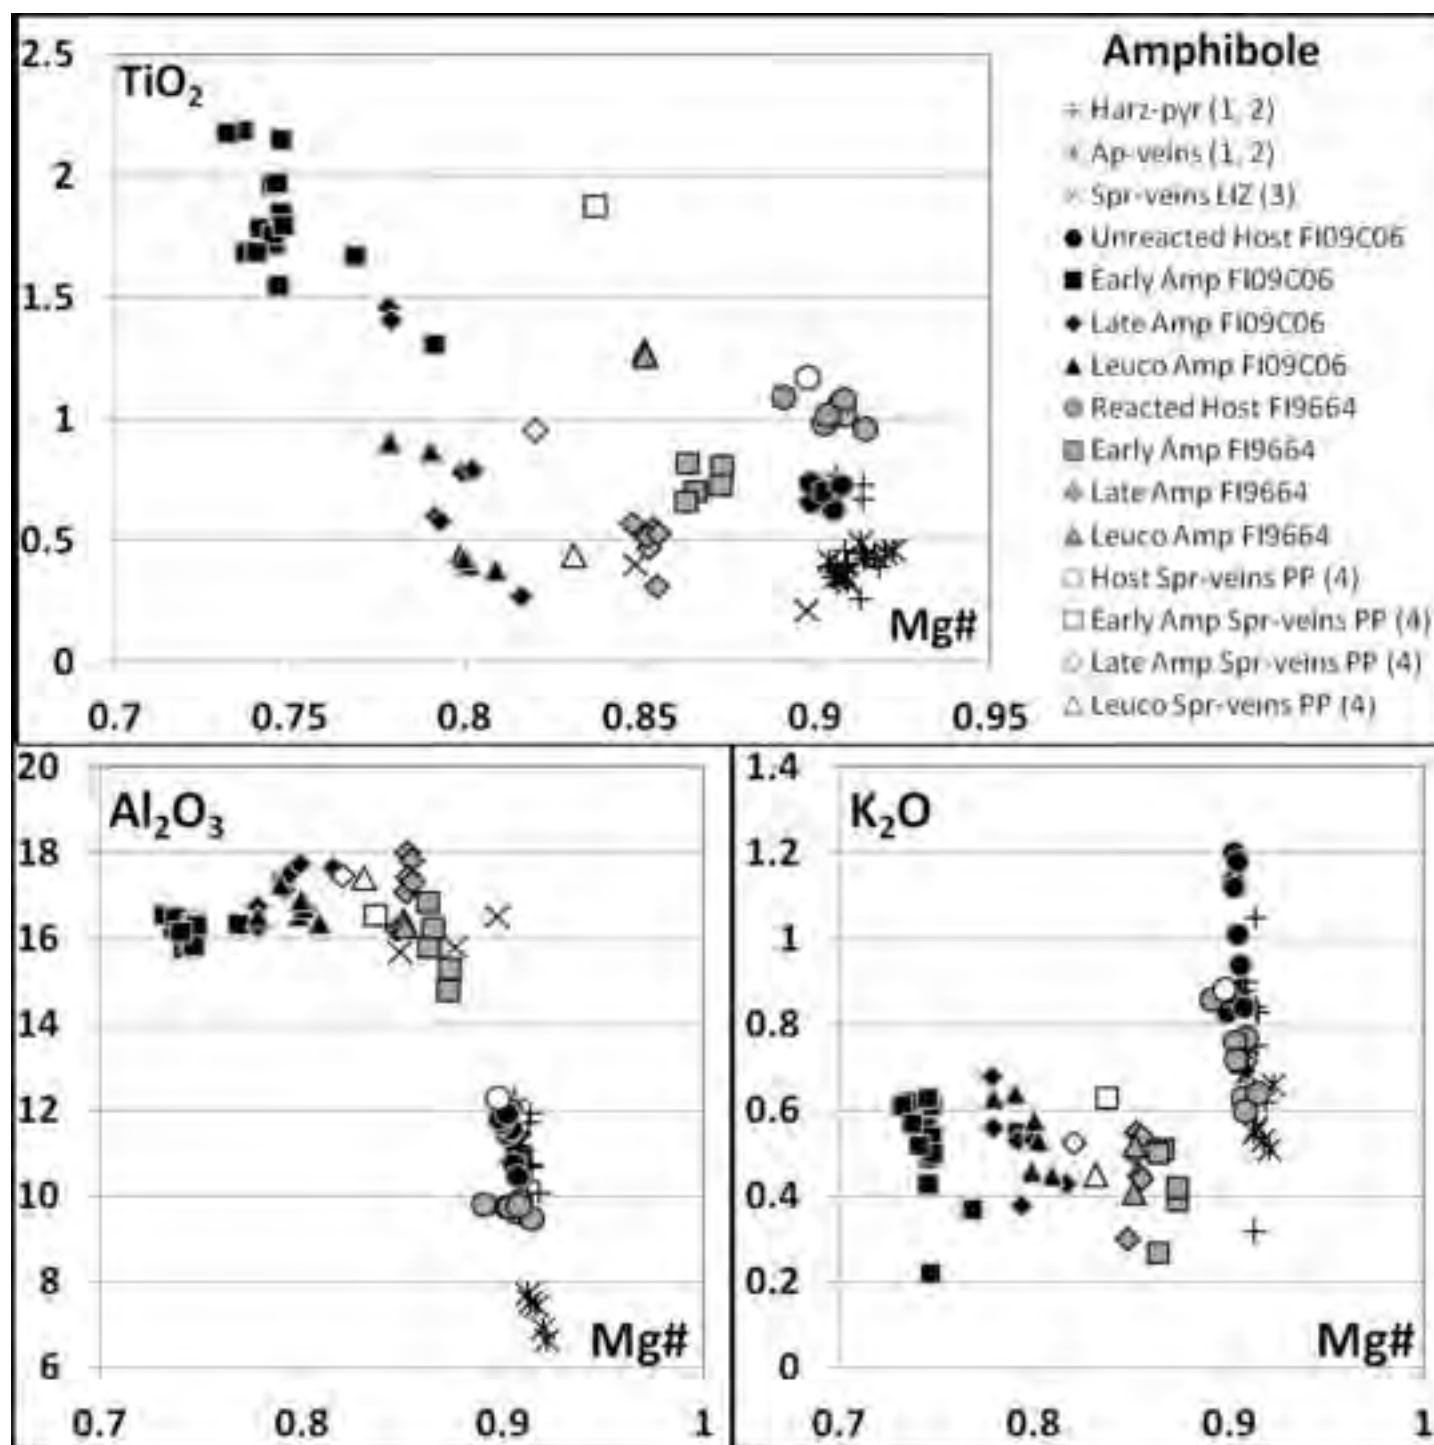 2.5
TiO₂
2
1.5
1
0.5
0
Mg#
0.7
0.75
0.8
0.85
0.9
0.95
Amphibole
Harz-pyr (1, 2)
Ap-veins (1, 2)
Spr-veins LIZ (3)
Unreacted Host FI09C06
Early Amp FI09C06
Late Amp FI09C06
Leuco Amp FI09C06
Reacted Host FI9664
Early Amp FI9664
Late Amp FI9664
Leuco Amp FI9664
Host Spr-veins PP (4)
Early Amp Spr-veins PP (4)
Late Amp Spr-veins PP (4)
Leuco Spr-veins PP (4)
20
Al₂O₃
18
16
14
12
10
8
6
Mg#
0.7
0.8
0.9
1
1.4
K₂O
1.2
1
0.8
0.6
0.4
0.2
0
Mg#
0.7
0.8
0.9
1